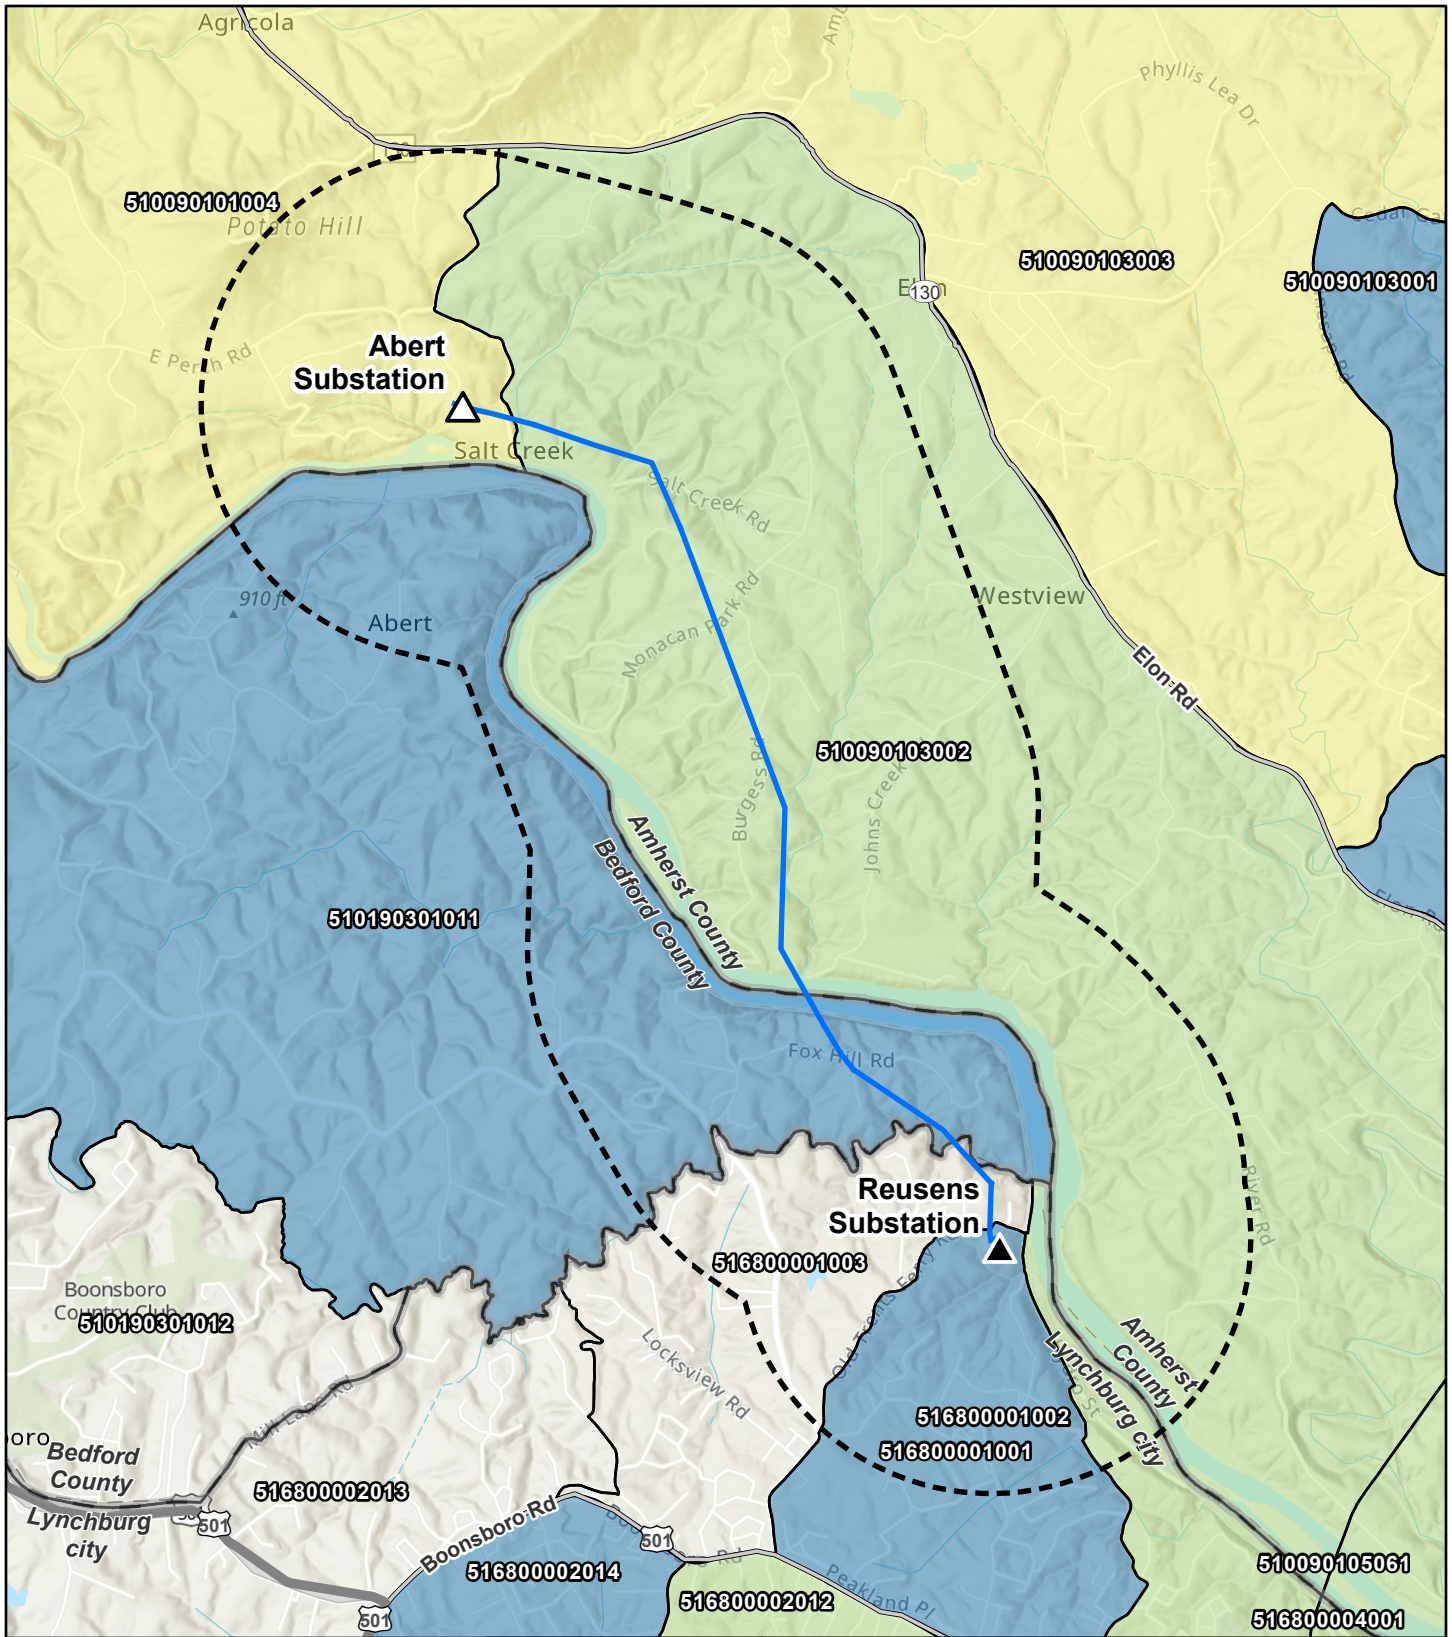 Agricola
Phyllis Lea Dr
510090101004
Potato Hill
510090103003
510090103001
Elon
130
Abert
Substation
E Perch Rd
Salt Creek
Salt Creek Rd
910 ft
Abert
Monacan Park Rd
Westview
Elon Rd
510090103002
Burgess Rd
Johns Creek
Amherst County
Bedford County
510190301011
Elon Rd
Fox Hill Rd
River Rd
Reusens
Substation
516800001003
Boonsboro
Country Club
510190301012
Locksview Rd
Amherst
County
Lynchburg city
516800001002
516800001001
Bedford
County
516800002013
Lynchburg
city
501
Boonsboro Rd
501
Rd
516800002014
Peakland Pl
516800002012
501
510090105061
516800004001